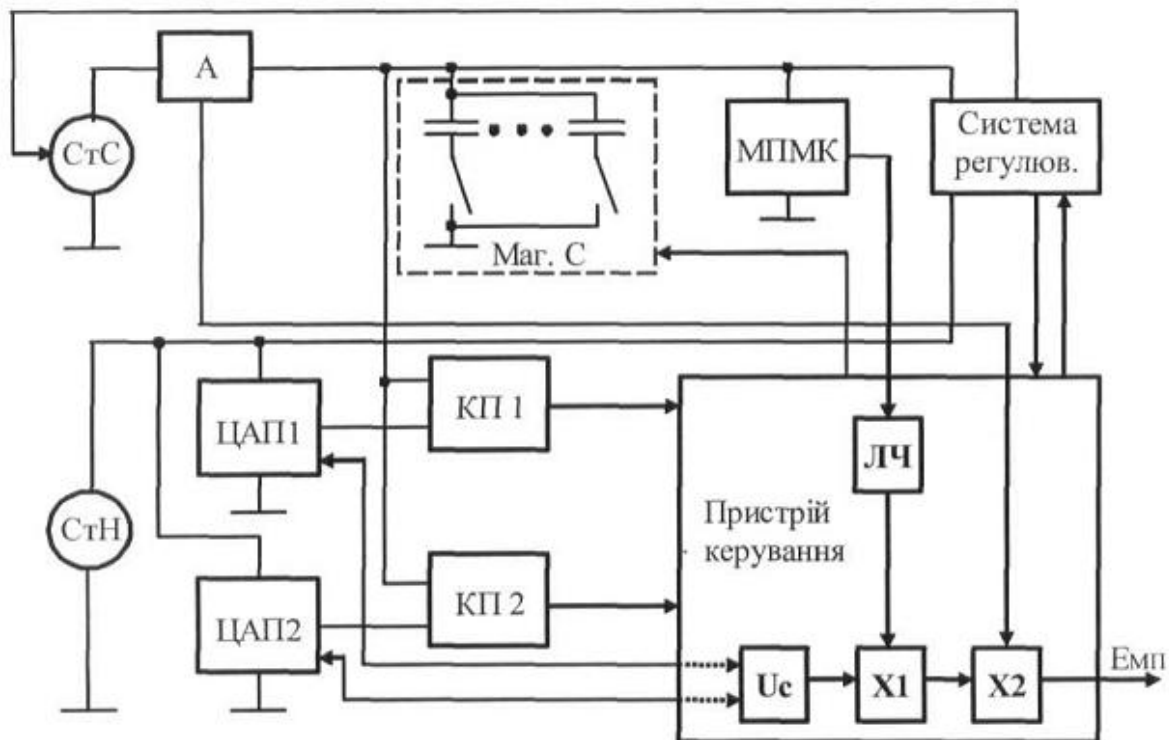 А
СтС
Маг. С
МПМК
Система
регулюв.
ЦАП1
КП 1
СтН
ЦАП2
КП 2
ЛЧ
Пристрій
керування
Uc
X1
X2
Емп